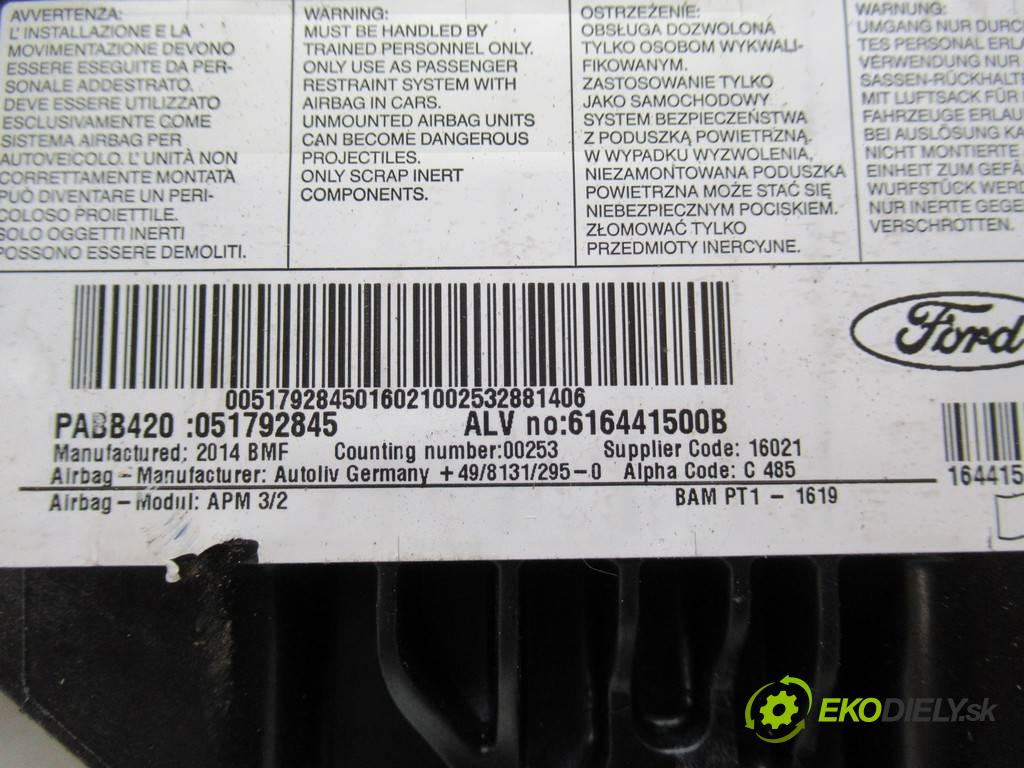 AVVERTENZA:
L'INSTALLAZIONE E LA
MOVIMENTAZIONE DEVONO
ESSERE ESEGUITE DA PER-
SONALE ADDESTRATO.
DEVE ESSERE UTILIZZATO
ESCLUSIVAMENTE COME
SISTEMA AIRBAG PER
AUTOVEICOLO. L'UNITÀ NON
CORRETTAMENTE MONTATA
PUÒ DIVENTARE UN PERI-
COLOSO PROIETTILE.
SOLO OGGETTI INERTI
POSSONO ESSERE DEMOLITI.
WARNING:
MUST BE HANDLED BY
TRAINED PERSONNEL ONLY.
ONLY USE AS PASSENGER
RESTRAINT SYSTEM WITH
AIRBAG IN CARS.
UNMOUNTED AIRBAG UNITS
CAN BECOME DANGEROUS
PROJECTILES.
ONLY SCRAP INERT
COMPONENTS.
OSTRZEŻENIE:
OBSŁUGA DOZWOLONA
TYLKO OSOBOM WYKWALI-
FIKOWANYM.
ZASTOSOWANIE TYLKO
JAKO SAMOCHODOWY
SYSTEM BEZPIECZEŃSTWA
Z PODUSZKĄ POWIETRZNĄ.
W WYPADKU WYZWOLENIA,
NIEZAMONTOWANA PODUSZKA
POWIETRZNA MOŻE STAĆ SIĘ
NIEBEZPIECZNYM POCISKIEM.
ZŁOMOWAĆ TYLKO
PRZEDMIOTY INERCYJNE.
WARNUNG:
UMGANG NUR DURC
TES PERSONAL ERLA
VERWENDUNG NUR
SASSEN-RÜCKHALTE
MIT LUFTSACK FÜR
FAHRZEUGE ERLAU
BEI AUSLÖSUNG KA
NICHT MONTIERTE
EINHEIT ZUM GEFÄ
WURFSTÜCK WERD
NUR INERTE GEGE
VERSCHROTTEN.
Ford
0051792845016021002532881406
PABB420 :051792845 ALV no:616441500B
Manufactured: 2014 BMF Counting number:00253 Supplier Code: 16021
Airbag - Manufacturer: Autoliv Germany +49/8131/295-0 Alpha Code: C 485
Airbag - Modul: APM 3/2 BAM PT1 - 1619
164415
EKODIELY.sk